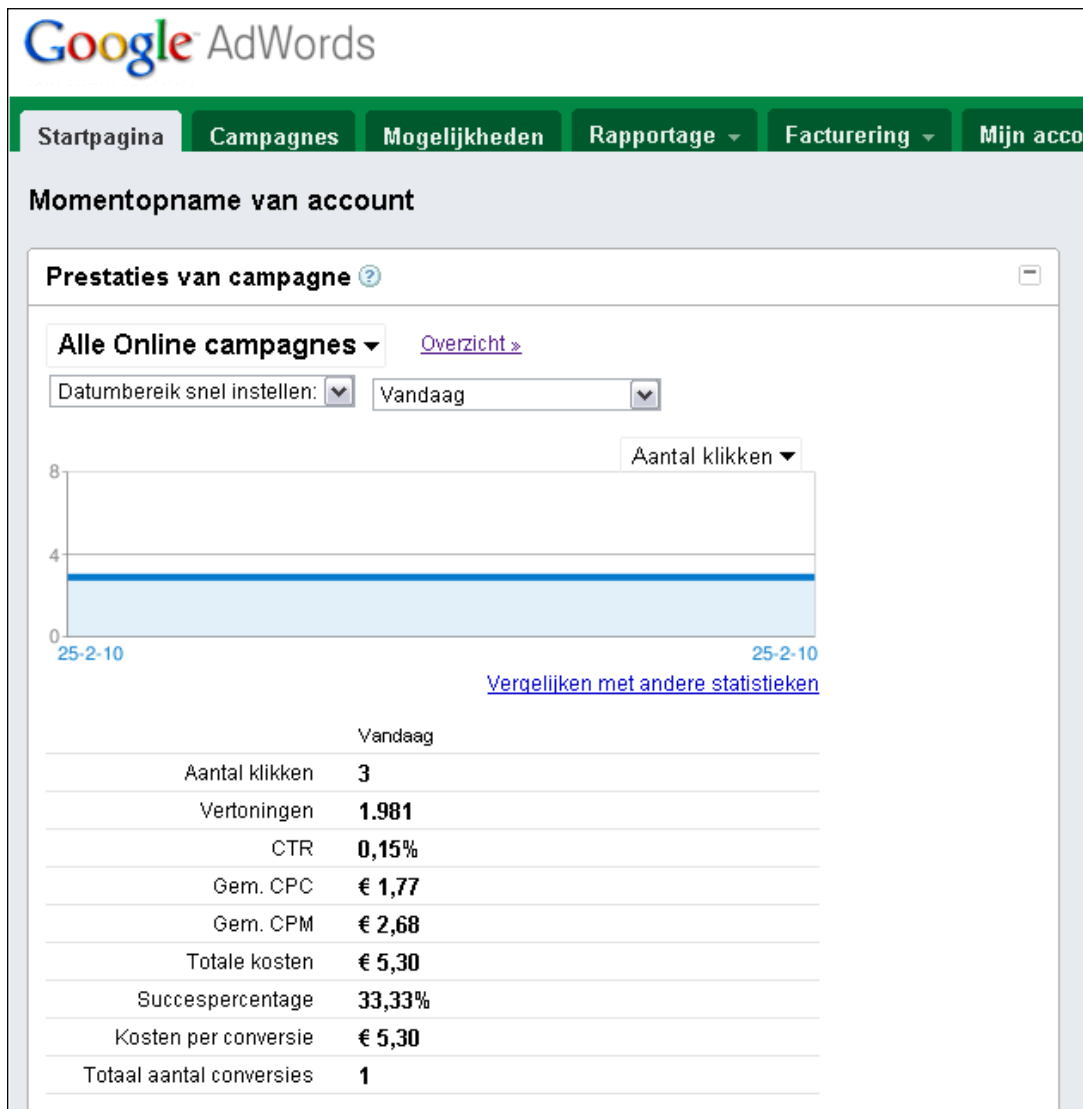 Google AdWords
Startpagina Campagnes Mogelijkheden Rapportage Facturering Mijn acco
Momentopname van account
Prestaties van campagne ?
Alle Online campagnes Overzicht »
Datumbereik snel instellen: Vandaag
Aantal klikken
8
4
0
25-2-10 25-2-10
Vergelijken met andere statistieken
Vandaag
Aantal klikken 3
Vertoningen 1.981
CTR 0,15%
Gem. CPC € 1,77
Gem. CPM € 2,68
Totale kosten € 5,30
Succespercentage 33,33%
Kosten per conversie € 5,30
Totaal aantal conversies 1